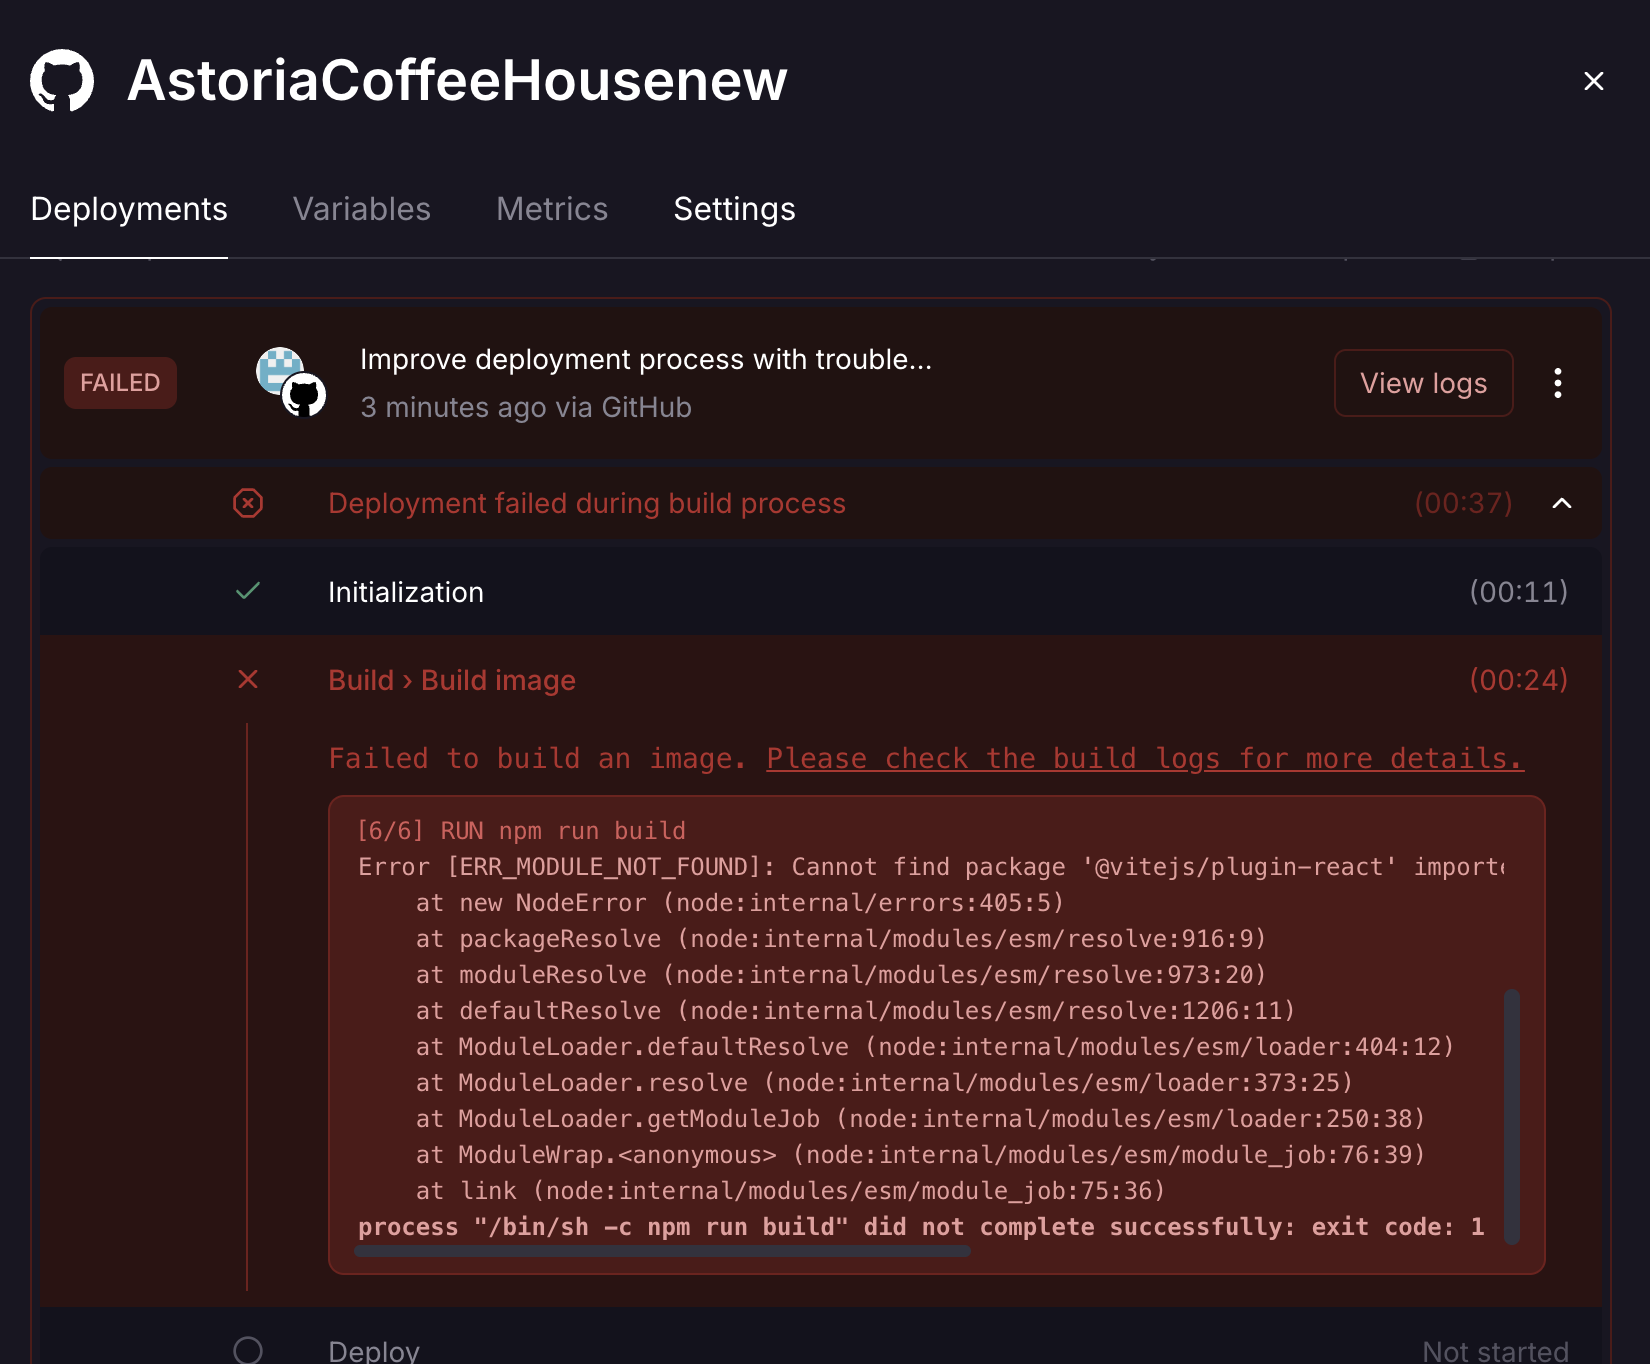 AstoriaCoffeeHousenew
Deployments Variables Metrics Settings
FAILED
Improve deployment process with trouble...
3 minutes ago via GitHub
View logs
Deployment failed during build process (00:37)
Initialization (00:11)
Build › Build image (00:24)
Failed to build an image. Please check the build logs for more details.
[6/6] RUN npm run build
Error [ERR_MODULE_NOT_FOUND]: Cannot find package '@vitejs/plugin-react' importe
at new NodeError (node:internal/errors:405:5)
at packageResolve (node:internal/modules/esm/resolve:916:9)
at moduleResolve (node:internal/modules/esm/resolve:973:20)
at defaultResolve (node:internal/modules/esm/resolve:1206:11)
at ModuleLoader.defaultResolve (node:internal/modules/esm/loader:404:12)
at ModuleLoader.resolve (node:internal/modules/esm/loader:373:25)
at ModuleLoader.getModuleJob (node:internal/modules/esm/loader:250:38)
at ModuleWrap.<anonymous> (node:internal/modules/esm/module_job:76:39)
at link (node:internal/modules/esm/module_job:75:36)
process "/bin/sh -c npm run build" did not complete successfully: exit code: 1
Deploy Not started